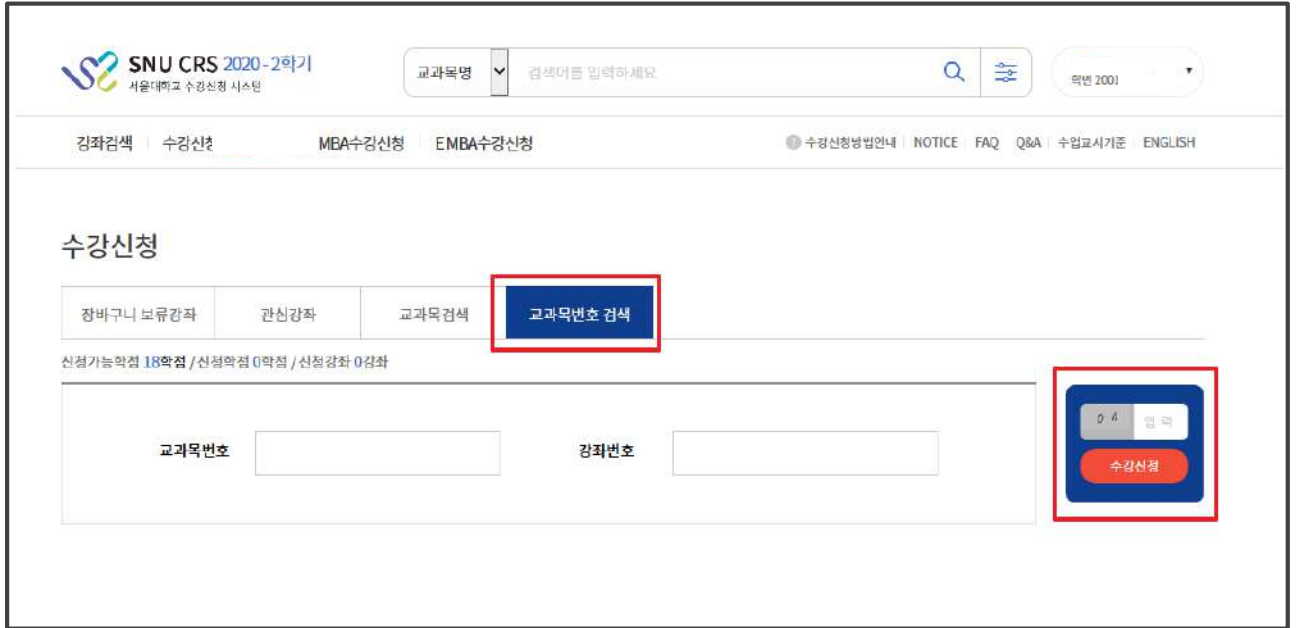 SNU CRS 2020-2학기
서울대학교 수강신청 시스템
교과목명 검색어를 입력하세요
학번 2001
강좌검색 수강신청 MBA수강신청 EMBA수강신청
수강신청방법안내 NOTICE FAQ Q&A 수업교시기준 ENGLISH
수강신청
장바구니 보류강좌 관심강좌 교과목검색 교과목번호 검색
신청가능학점 18학점 / 신청학점 0학점 / 신청강좌 0강좌
교과목번호 강좌번호
0 4 입력
수강신청